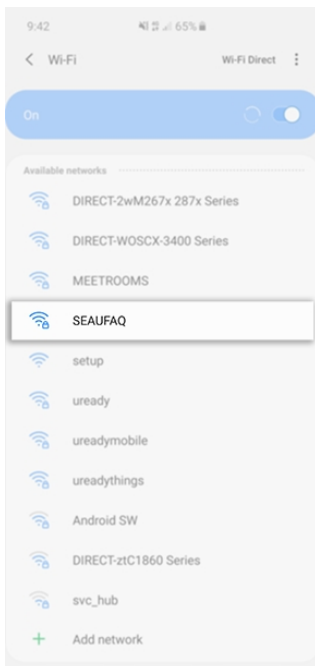 9:42 65%
Wi-Fi Wi-Fi Direct
On
Available networks
DIRECT-2wM267x 287x Series
DIRECT-WOSCX-3400 Series
MEETROOMS
SEAUFAQ
setup
uready
ureadymobile
ureadythings
Android SW
DIRECT-ztC1860 Series
svc_hub
Add network